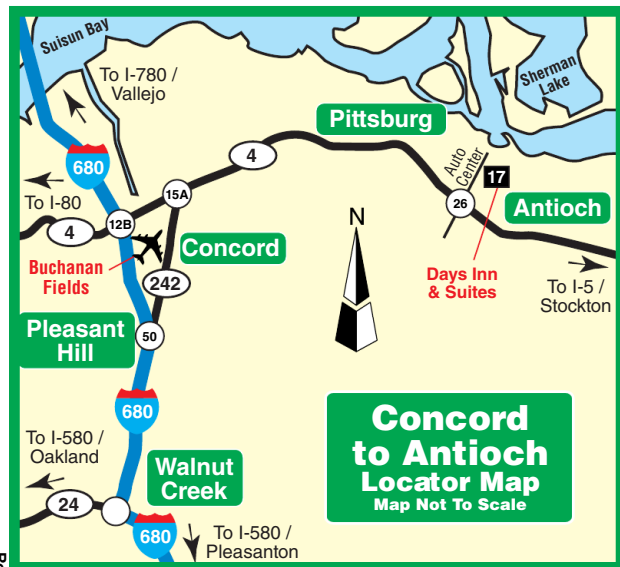 Suisun Bay
To I-780 /
Vallejo
Sherman
Lake
Pittsburg
4
680
Auto
Center
17
15A
To I-80
26
Antioch
12B
N
4
Concord
Buchanan
Fields
242
Days Inn
& Suites
To I-5 /
Stockton
Pleasant
Hill
50
680
Concord
to Antioch
Locator Map
Map Not To Scale
To I-580 /
Oakland
Walnut
Creek
24
680
To I-580 /
Pleasanton